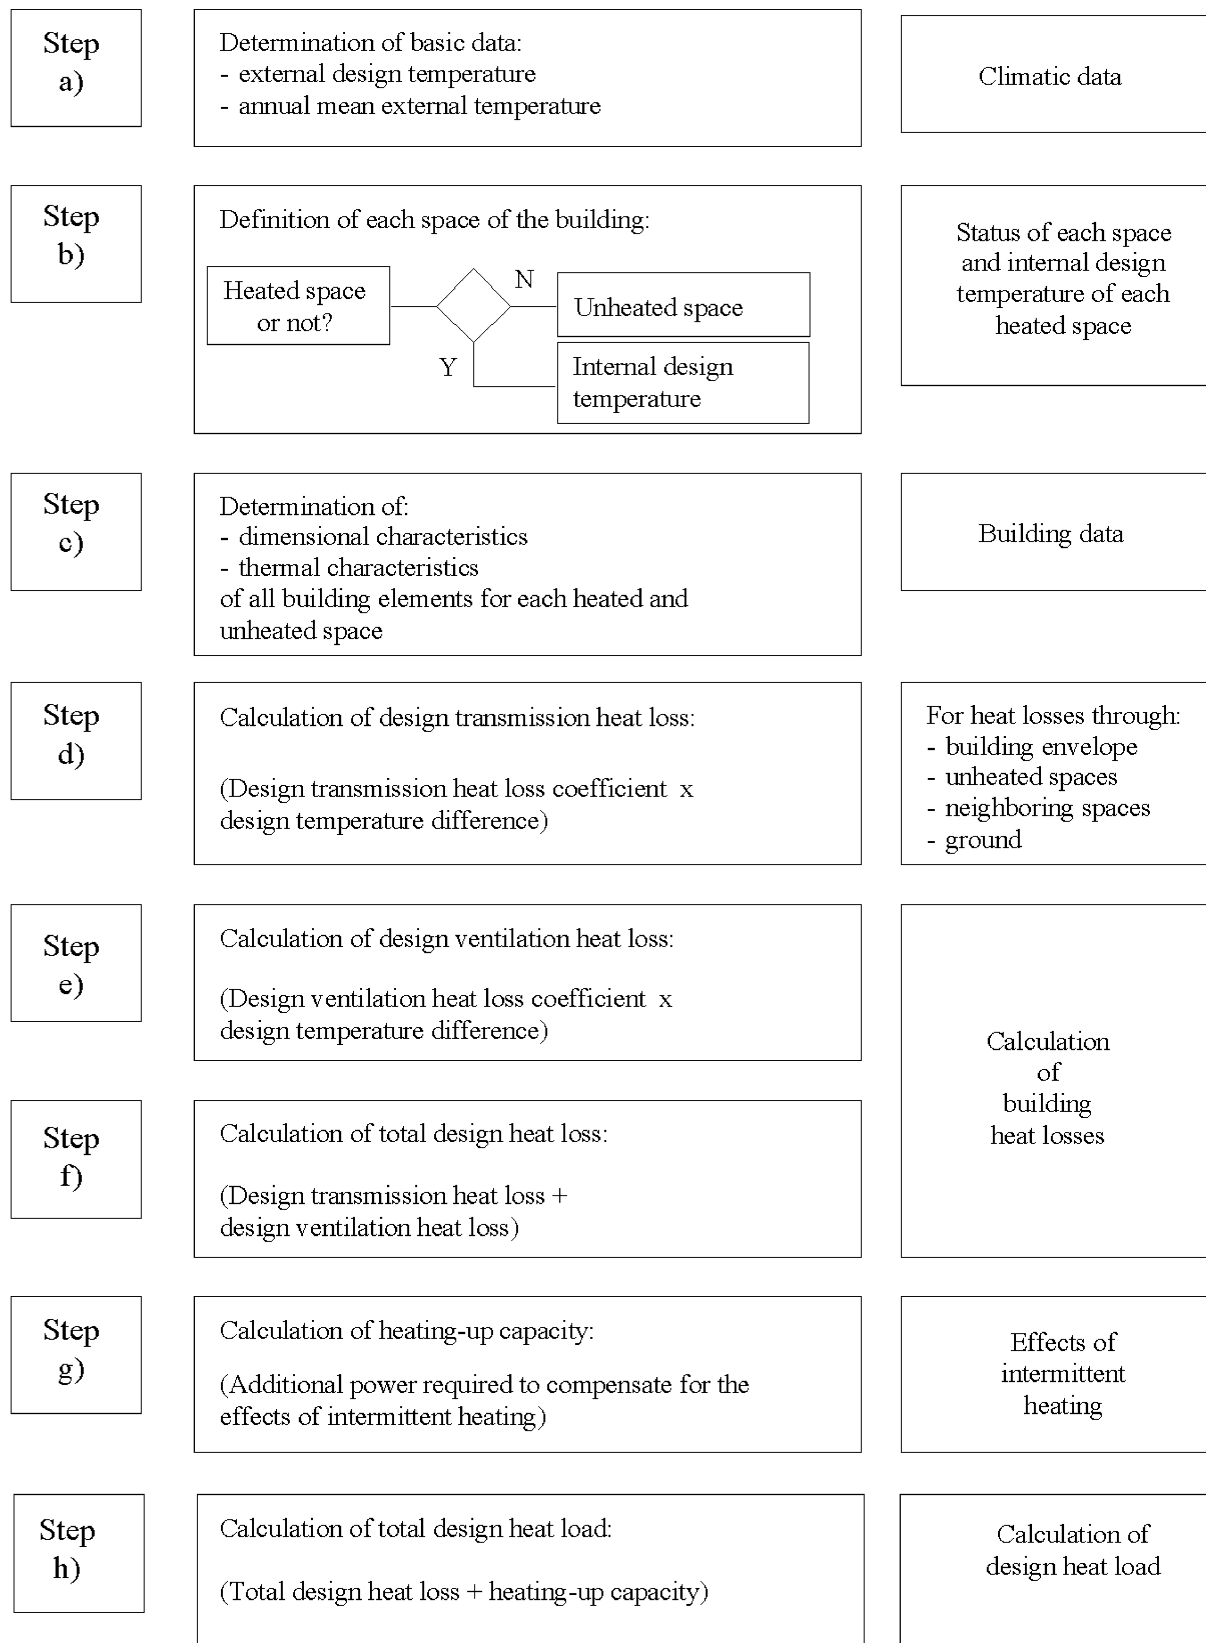 Step
a)
Determination of basic data:
- external design temperature
- annual mean external temperature
Climatic data
Step
b)
Definition of each space of the building:
Heated space
or not?
N
Unheated space
Y
Internal design
temperature
Status of each space
and internal design
temperature of each
heated space
Step
c)
Determination of:
- dimensional characteristics
- thermal characteristics
of all building elements for each heated and
unheated space
Building data
Step
d)
Calculation of design transmission heat loss:
(Design transmission heat loss coefficient x
design temperature difference)
For heat losses through:
- building envelope
- unheated spaces
- neighboring spaces
- ground
Step
e)
Calculation of design ventilation heat loss:
(Design ventilation heat loss coefficient x
design temperature difference)
Calculation
of
building
heat losses
Step
f)
Calculation of total design heat loss:
(Design transmission heat loss +
design ventilation heat loss)
Step
g)
Calculation of heating-up capacity:
(Additional power required to compensate for the
effects of intermittent heating)
Effects of
intermittent
heating
Step
h)
Calculation of total design heat load:
(Total design heat loss + heating-up capacity)
Calculation of
design heat load